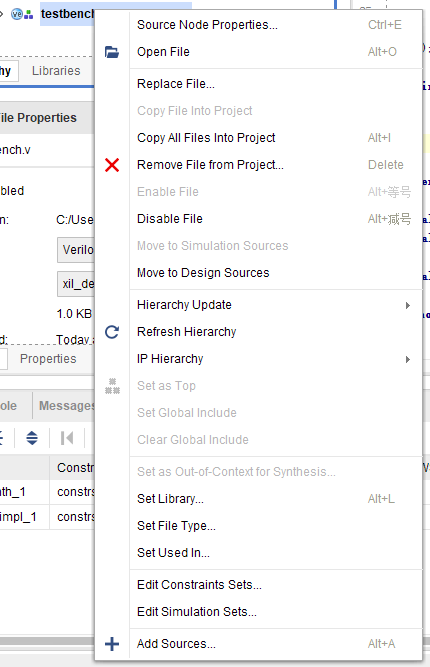 testbench
Source Node Properties... Ctrl+E
Open File Alt+O
Replace File...
Copy File Into Project
Copy All Files Into Project Alt+I
Remove File from Project... Delete
Enable File Alt+等号
Disable File Alt+减号
Move to Simulation Sources
Move to Design Sources
Hierarchy Update
Refresh Hierarchy
IP Hierarchy
Set as Top
Set Global Include
Clear Global Include
Set as Out-of-Context for Synthesis...
Set Library... Alt+L
Set File Type...
Set Used In...
Edit Constraints Sets...
Edit Simulation Sets...
Add Sources... Alt+A
hy Libraries
ile Properties
nch.v
bled
n: C:/Use
Verilo
xil_de
1.0 KB
d: Today a
Properties
ole Messages
Constr
nth_1 constrs
impl_1 constrs